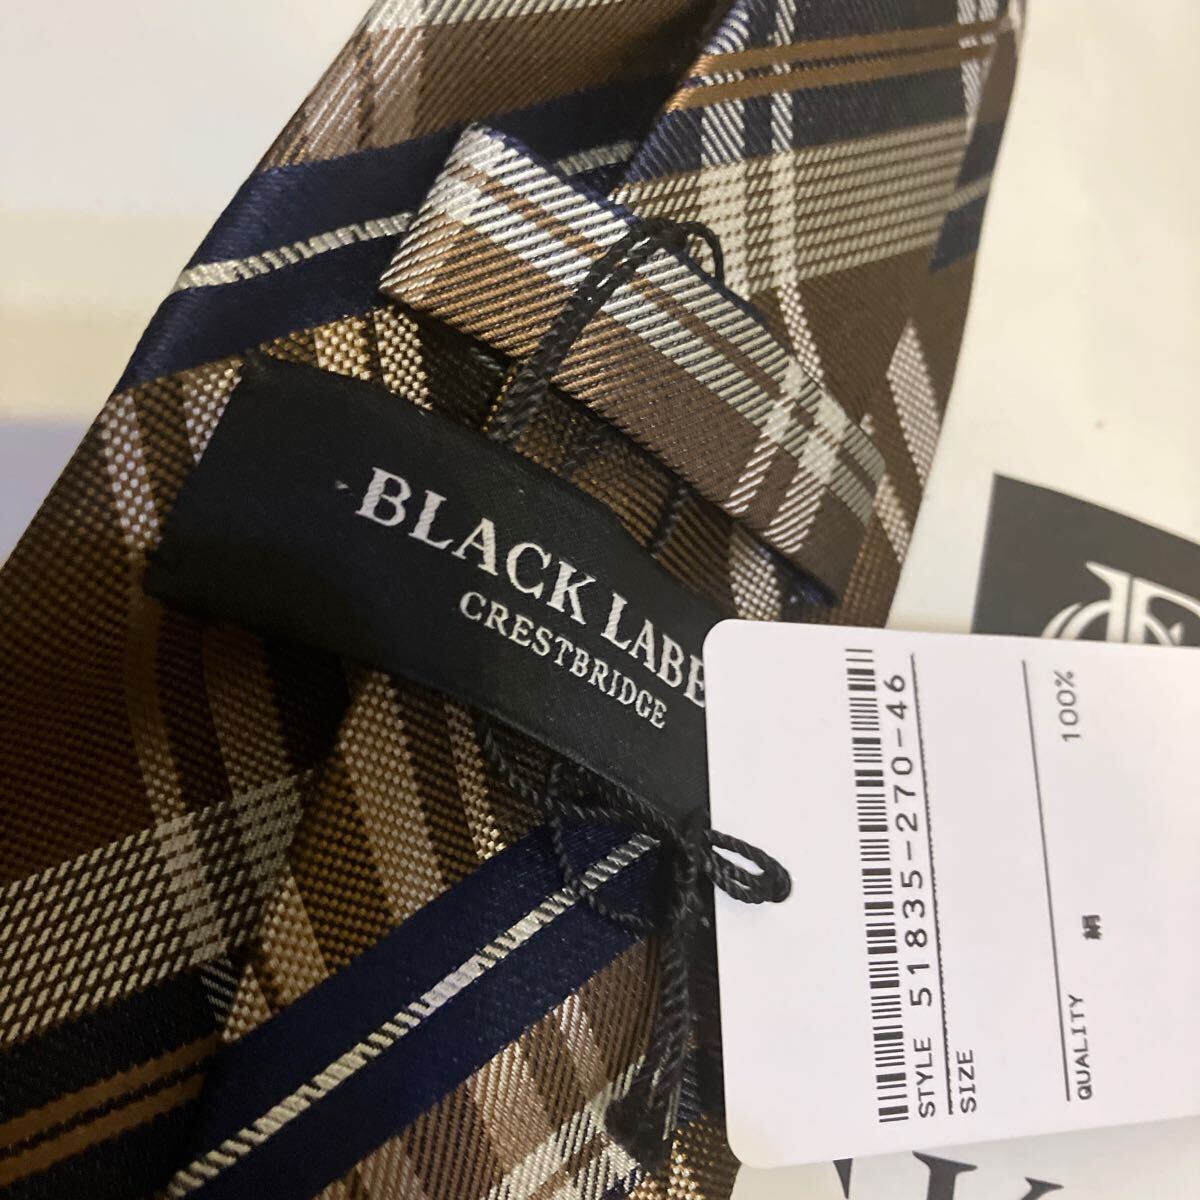 BLACK LABE
CRESTBRIDGE
STYLE 51835-270-46
SIZE
QUALITY 絹 100%